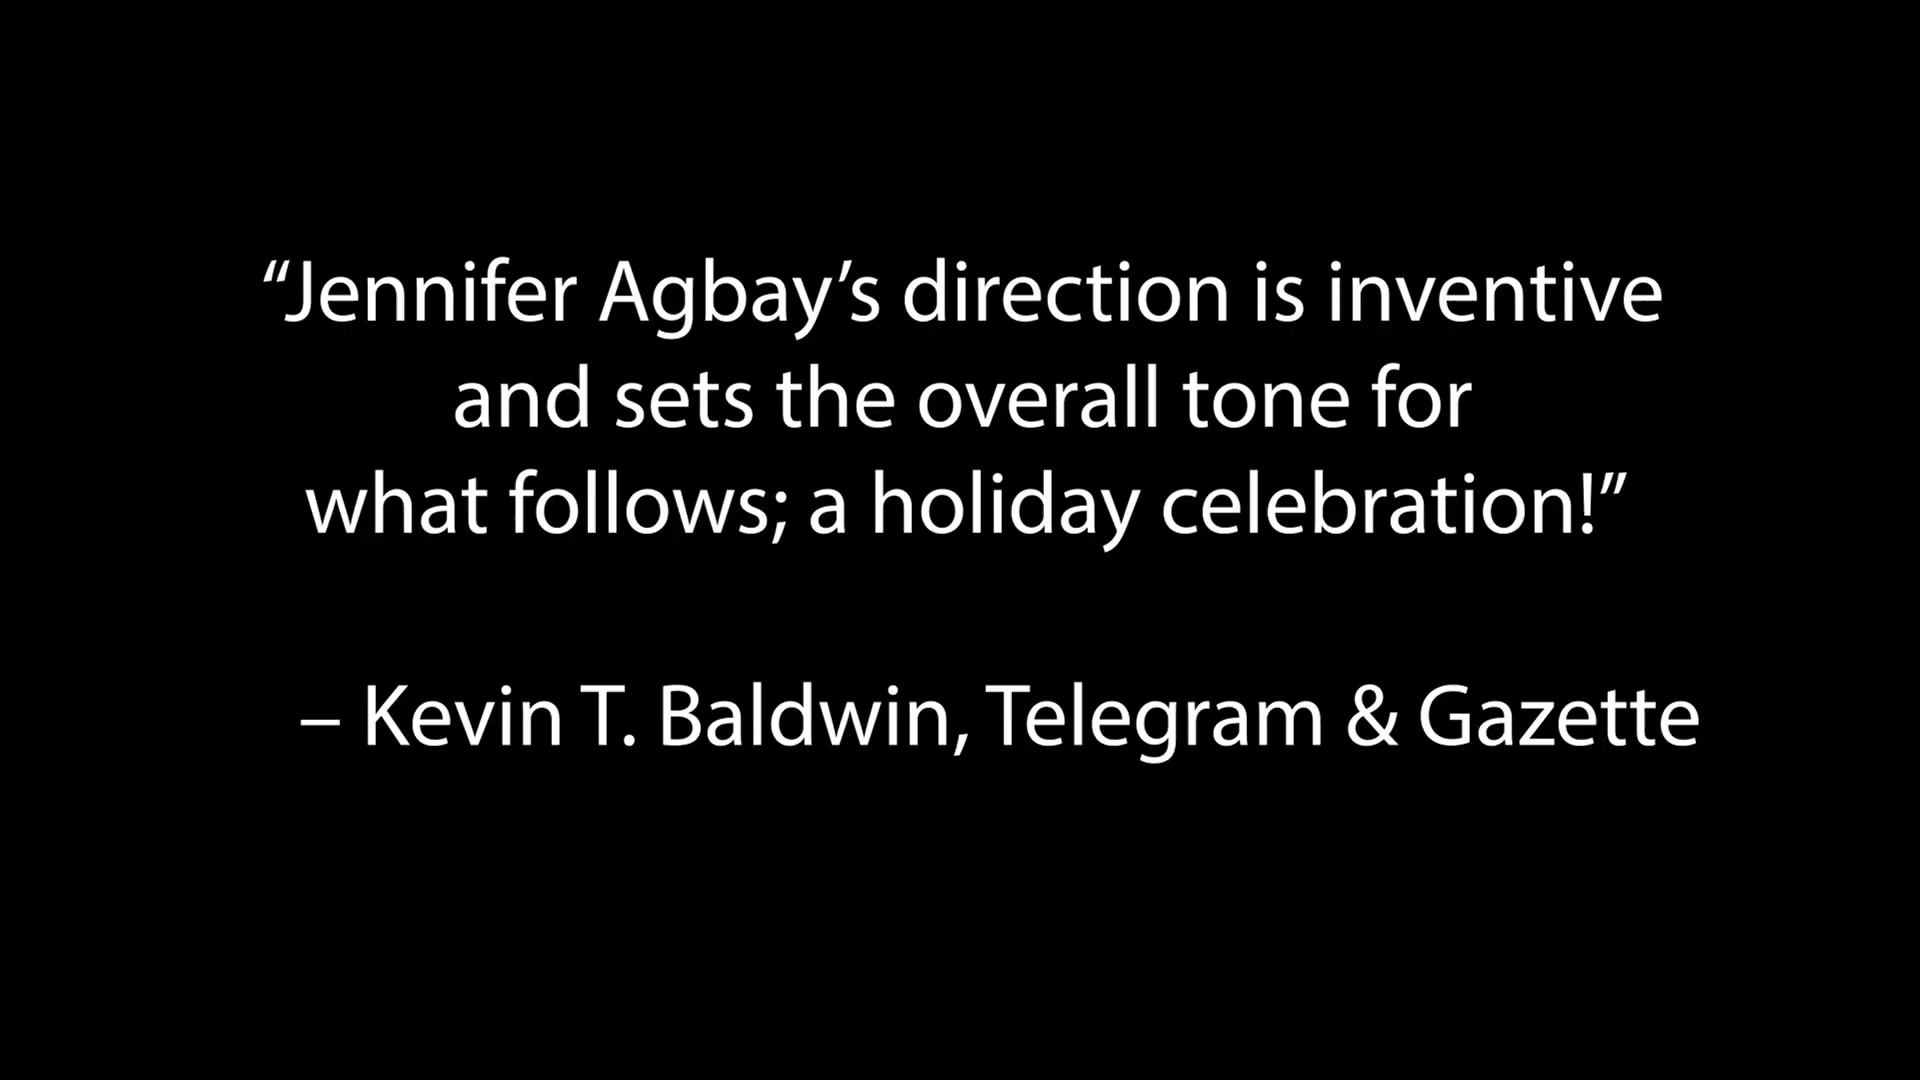 “Jennifer Agbay’s direction is inventive
and sets the overall tone for
what follows; a holiday celebration!”
– Kevin T. Baldwin, Telegram & Gazette